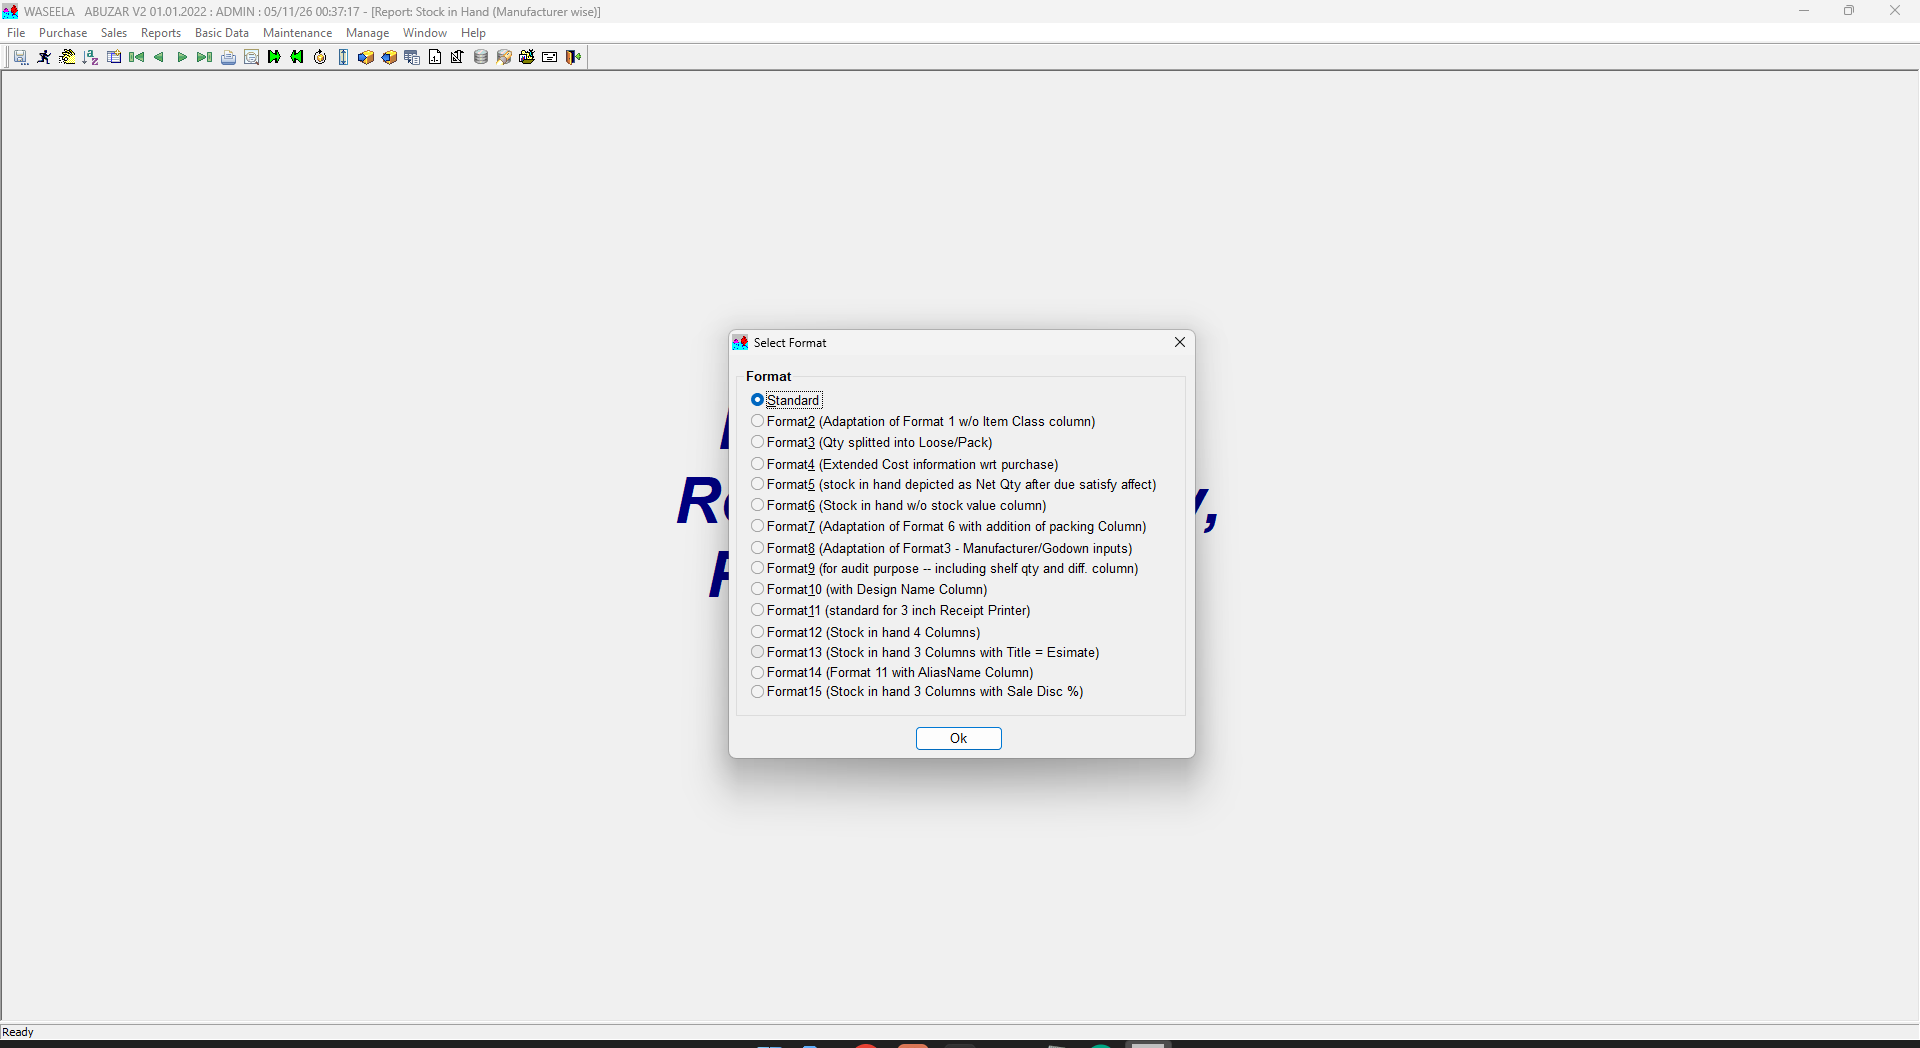 WASEELA ABUZAR V2 01.01.2022 : ADMIN : 05/11/26 00:37:17 - [Report: Stock in Hand (Manufacturer wise)]
File Purchase Sales Reports Basic Data Maintenance Manage Window Help
Select Format
Format
Standard
Format2 (Adaptation of Format 1 w/o Item Class column)
Format3 (Qty splitted into Loose/Pack)
Format4 (Extended Cost information wrt purchase)
Format5 (stock in hand depicted as Net Qty after due satisfy affect)
Format6 (Stock in hand w/o stock value column)
Format7 (Adaptation of Format 6 with addition of packing Column)
Format8 (Adaptation of Format3 - Manufacturer/Godown inputs)
Format9 (for audit purpose -- including shelf qty and diff. column)
Format10 (with Design Name Column)
Format11 (standard for 3 inch Receipt Printer)
Format12 (Stock in hand 4 Columns)
Format13 (Stock in hand 3 Columns with Title = Esimate)
Format14 (Format 11 with AliasName Column)
Format15 (Stock in hand 3 Columns with Sale Disc %)
Ok
Ready